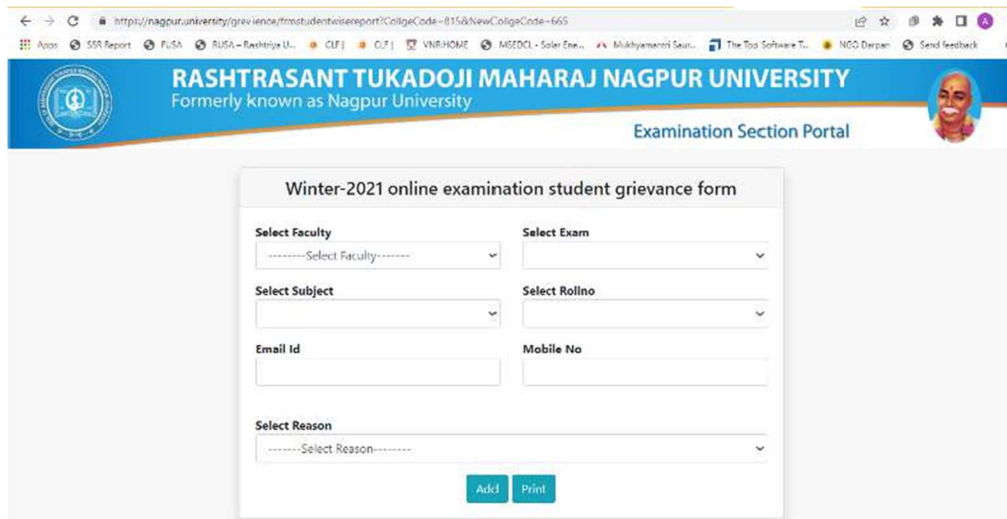 https://nagpur.university/grevience/frmstudentwisereport?CollgeCode=815&NewCollgeCode=665
Apps SSR Report RUSA RUSA – Rashtriya U... CLF | CLF | VNR:HOME MSEDCL - Solar Ene... Mukhyamantri Saur... The Top Software T... NGO Darpan Send feedback
RASHTRASANT TUKADOJI MAHARAJ NAGPUR UNIVERSITY
Formerly known as Nagpur University
Examination Section Portal
Winter-2021 online examination student grievance form
Select Faculty Select Exam
--------Select Faculty-------
Select Subject Select Rollno
Email Id Mobile No
Select Reason
-------Select Reason--------
Add Print